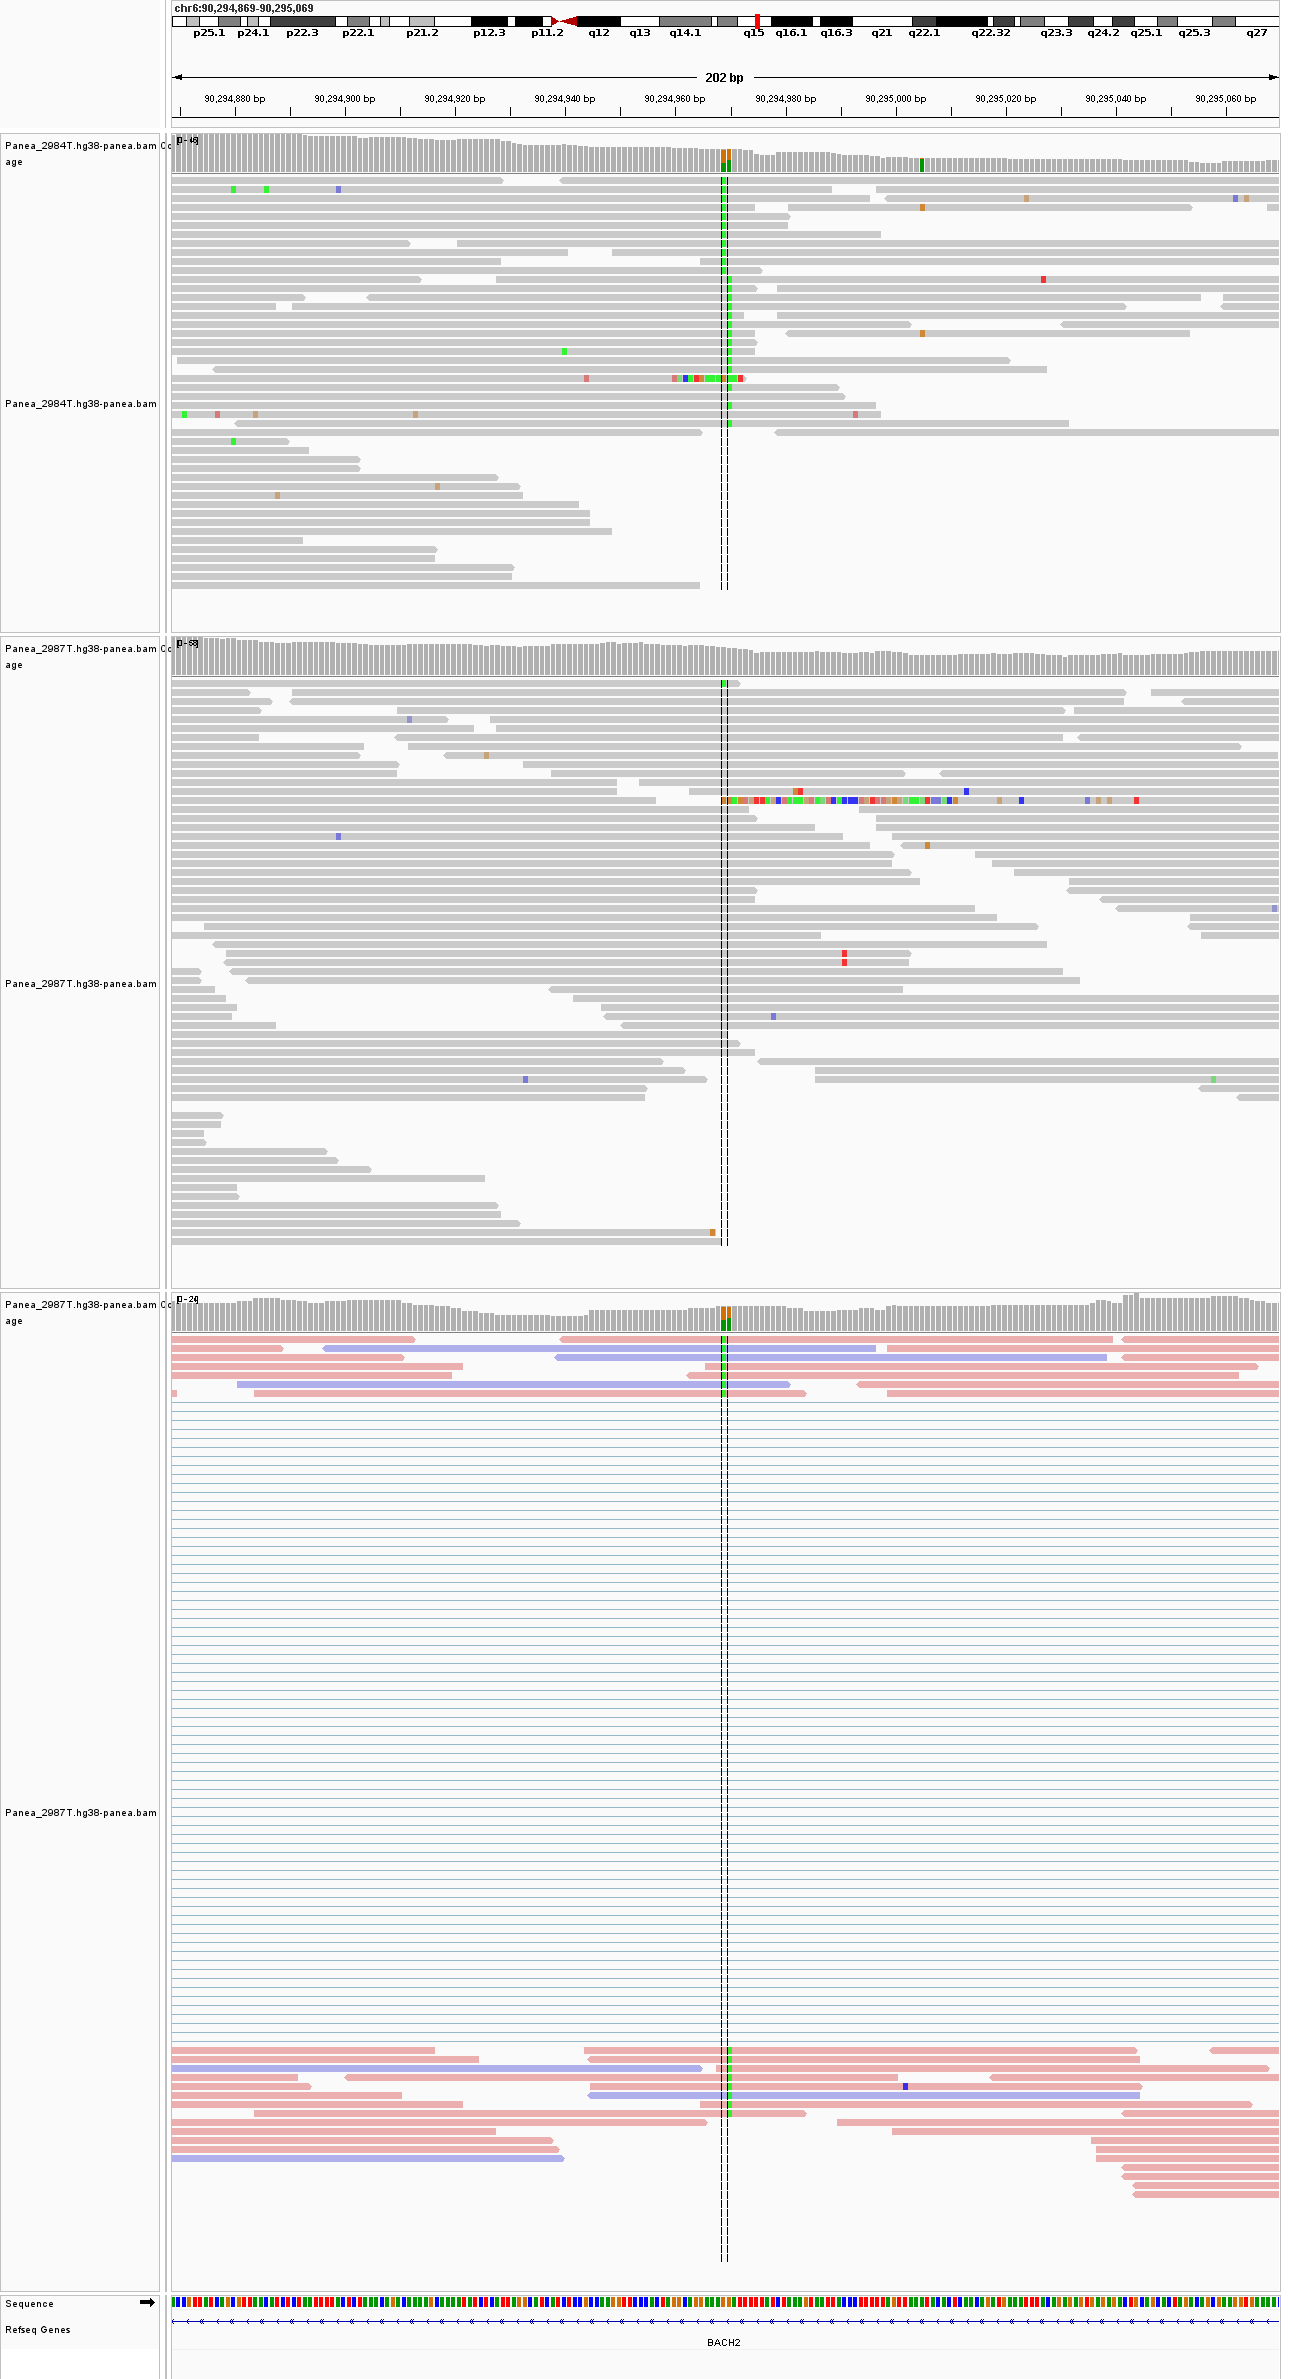 chr6:90,294,869-90,295,069
p25.1 p24.1 p22.3 p22.1 p21.2 p12.3 p11.2 q12 q13 q14.1 q15 q16.1 q16.3 q21 q22.1 q22.32 q23.3 q24.2 q25.1 q25.3 q27
202 bp
90,294,880 bp 90,294,900 bp 90,294,920 bp 90,294,940 bp 90,294,960 bp 90,294,980 bp 90,295,000 bp 90,295,020 bp 90,295,040 bp 90,295,060 bp
Panea_2984T.hg38-panea.bam Co
age
Panea_2984T.hg38-panea.bam
Panea_2987T.hg38-panea.bam Co
age
Panea_2987T.hg38-panea.bam
Panea_2987T.hg38-panea.bam Co
age
Panea_2987T.hg38-panea.bam
Sequence
Refseq Genes
BACH2